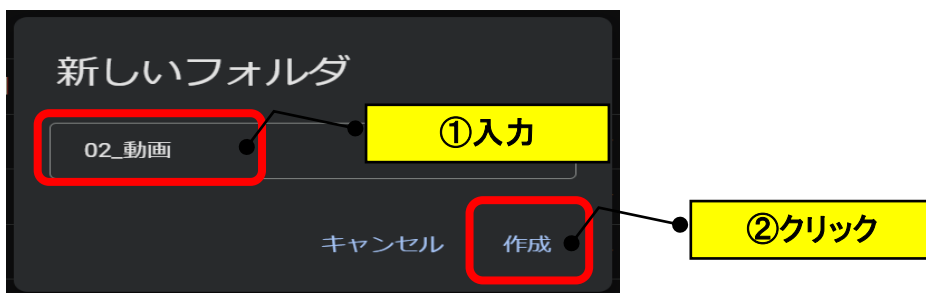 新しいフォルダ
①入力
02_動画
②クリック
キャンセル 作成